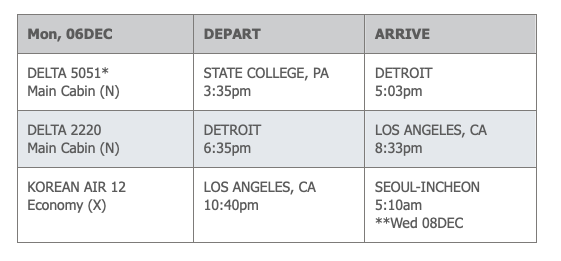 Mon, 06DEC DEPART ARRIVE
DELTA 5051* STATE COLLEGE, PA DETROIT
Main Cabin (N) 3:35pm 5:03pm
DELTA 2220 DETROIT LOS ANGELES, CA
Main Cabin (N) 6:35pm 8:33pm
KOREAN AIR 12 LOS ANGELES, CA SEOUL-INCHEON
Economy (X) 10:40pm 5:10am
**Wed 08DEC